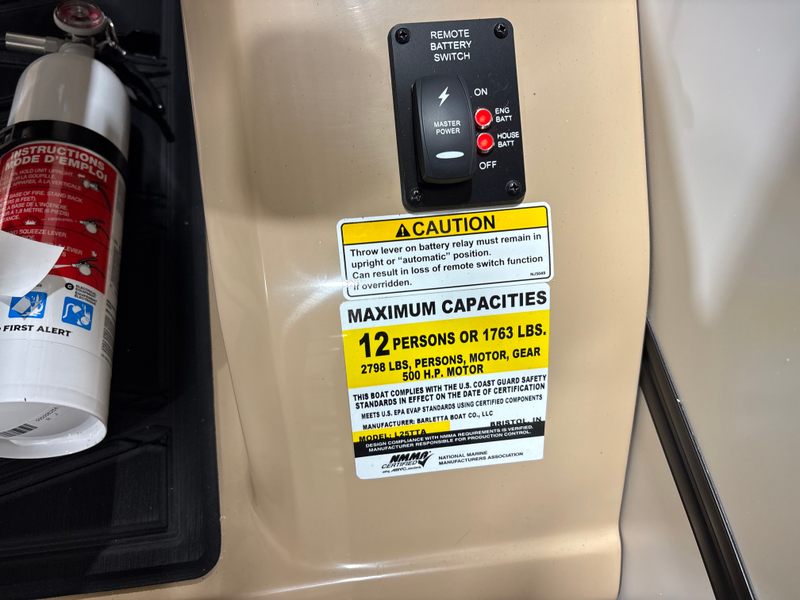 INSTRUCTIONS
MODE D'EMPLOI
HOLD UNIT UPRIGHT.
FIRST ALERT
REMOTE
BATTERY
SWITCH
ON
MASTER
POWER
ENG
BATT
HOUSE
BATT
OFF
CAUTION
Throw lever on battery relay must remain in
upright or "automatic" position.
Can result in loss of remote switch function
if overridden.
MAXIMUM CAPACITIES
12 PERSONS OR 1763 LBS.
2798 LBS, PERSONS, MOTOR, GEAR
500 H.P. MOTOR
THIS BOAT COMPLIES WITH THE U.S. COAST GUARD SAFETY
STANDARDS IN EFFECT ON THE DATE OF CERTIFICATION
MEETS U.S. EPA EVAP STANDARDS USING CERTIFIED COMPONENTS
MANUFACTURER: BARLETTA BOAT CO., LLC
BRISTOL, IN
MODEL: L25TTA
DESIGN COMPLIANCE WITH NMMA REQUIREMENTS IS VERIFIED.
MANUFACTURER RESPONSIBLE FOR PRODUCTION CONTROL.
NMMA
CERTIFIED
NATIONAL MARINE
MANUFACTURERS ASSOCIATION